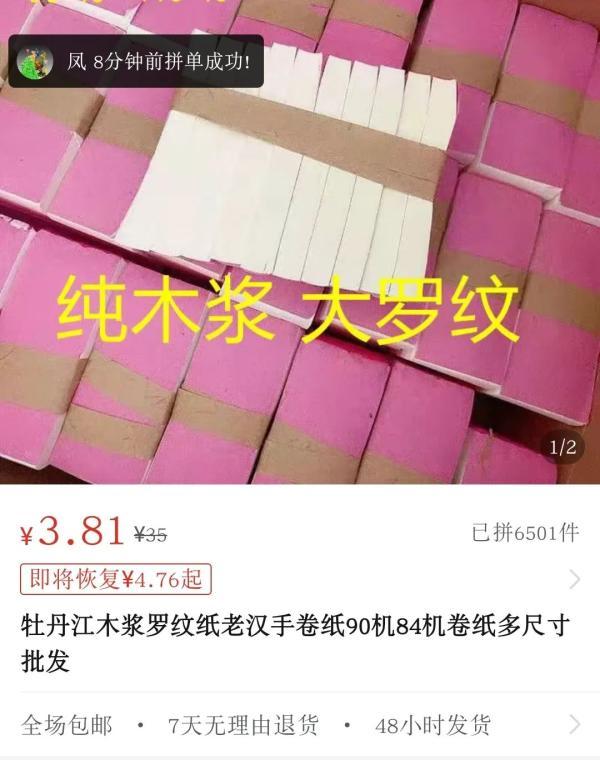 凤 8分钟前拼单成功!
纯木浆 大罗纹
1/2
¥3.81 ¥35
已拼6501件
即将恢复¥4.76起
牡丹江木浆罗纹纸老汉手卷纸90机84机卷纸多尺寸
批发
全场包邮 · 7天无理由退货 · 48小时发货